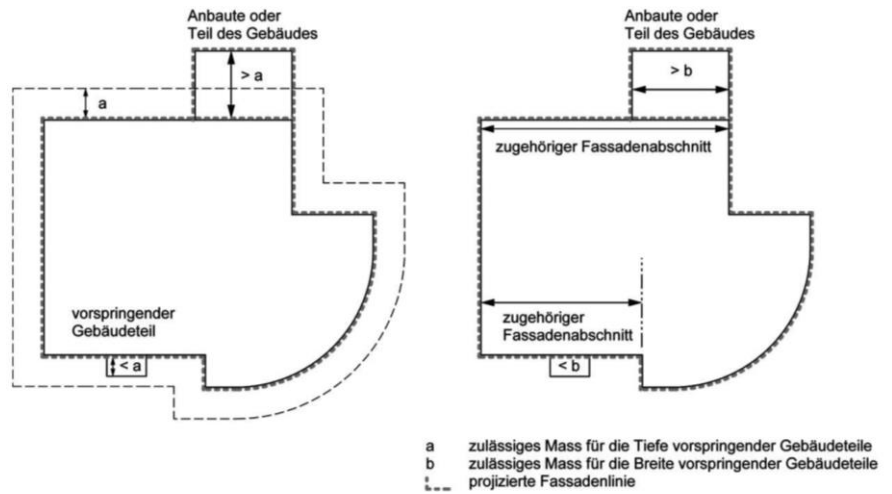 Anbaute oder
Teil des Gebäudes
> a
a
vorspringender
Gebäudeteil
< a
Anbaute oder
Teil des Gebäudes
> b
zugehöriger Fassadenabschnitt
zugehöriger
Fassadenabschnitt
< b
a zulässiges Mass für die Tiefe vorspringender Gebäudeteile
b zulässiges Mass für die Breite vorspringender Gebäudeteile
projizierte Fassadenlinie